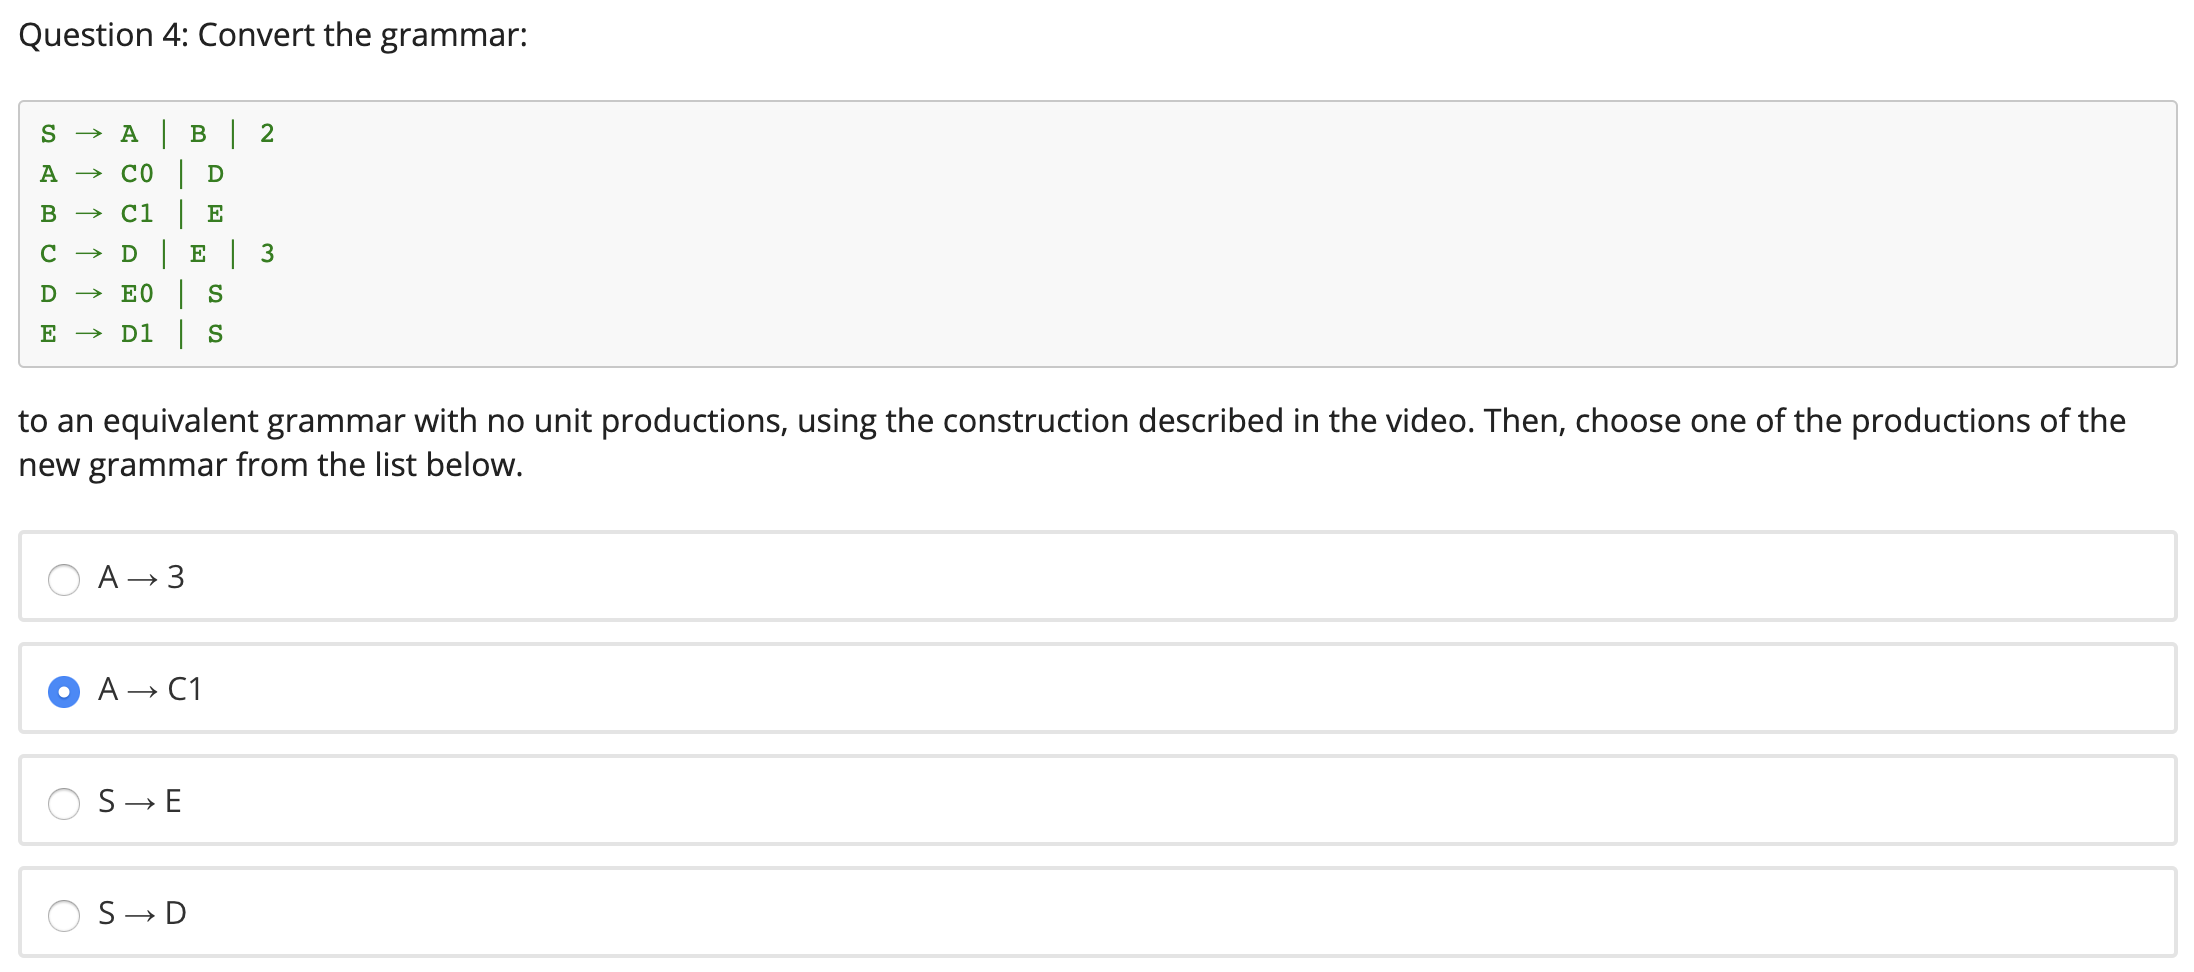 Question 4: Convert the grammar:
S → A | B | 2
A → C0 | D
B → C1 | E
C → D | E | 3
D → E0 | S
E → D1 | S
to an equivalent grammar with no unit productions, using the construction described in the video. Then, choose one of the productions of the
new grammar from the list below.
A → 3
A → C1
S → E
S → D